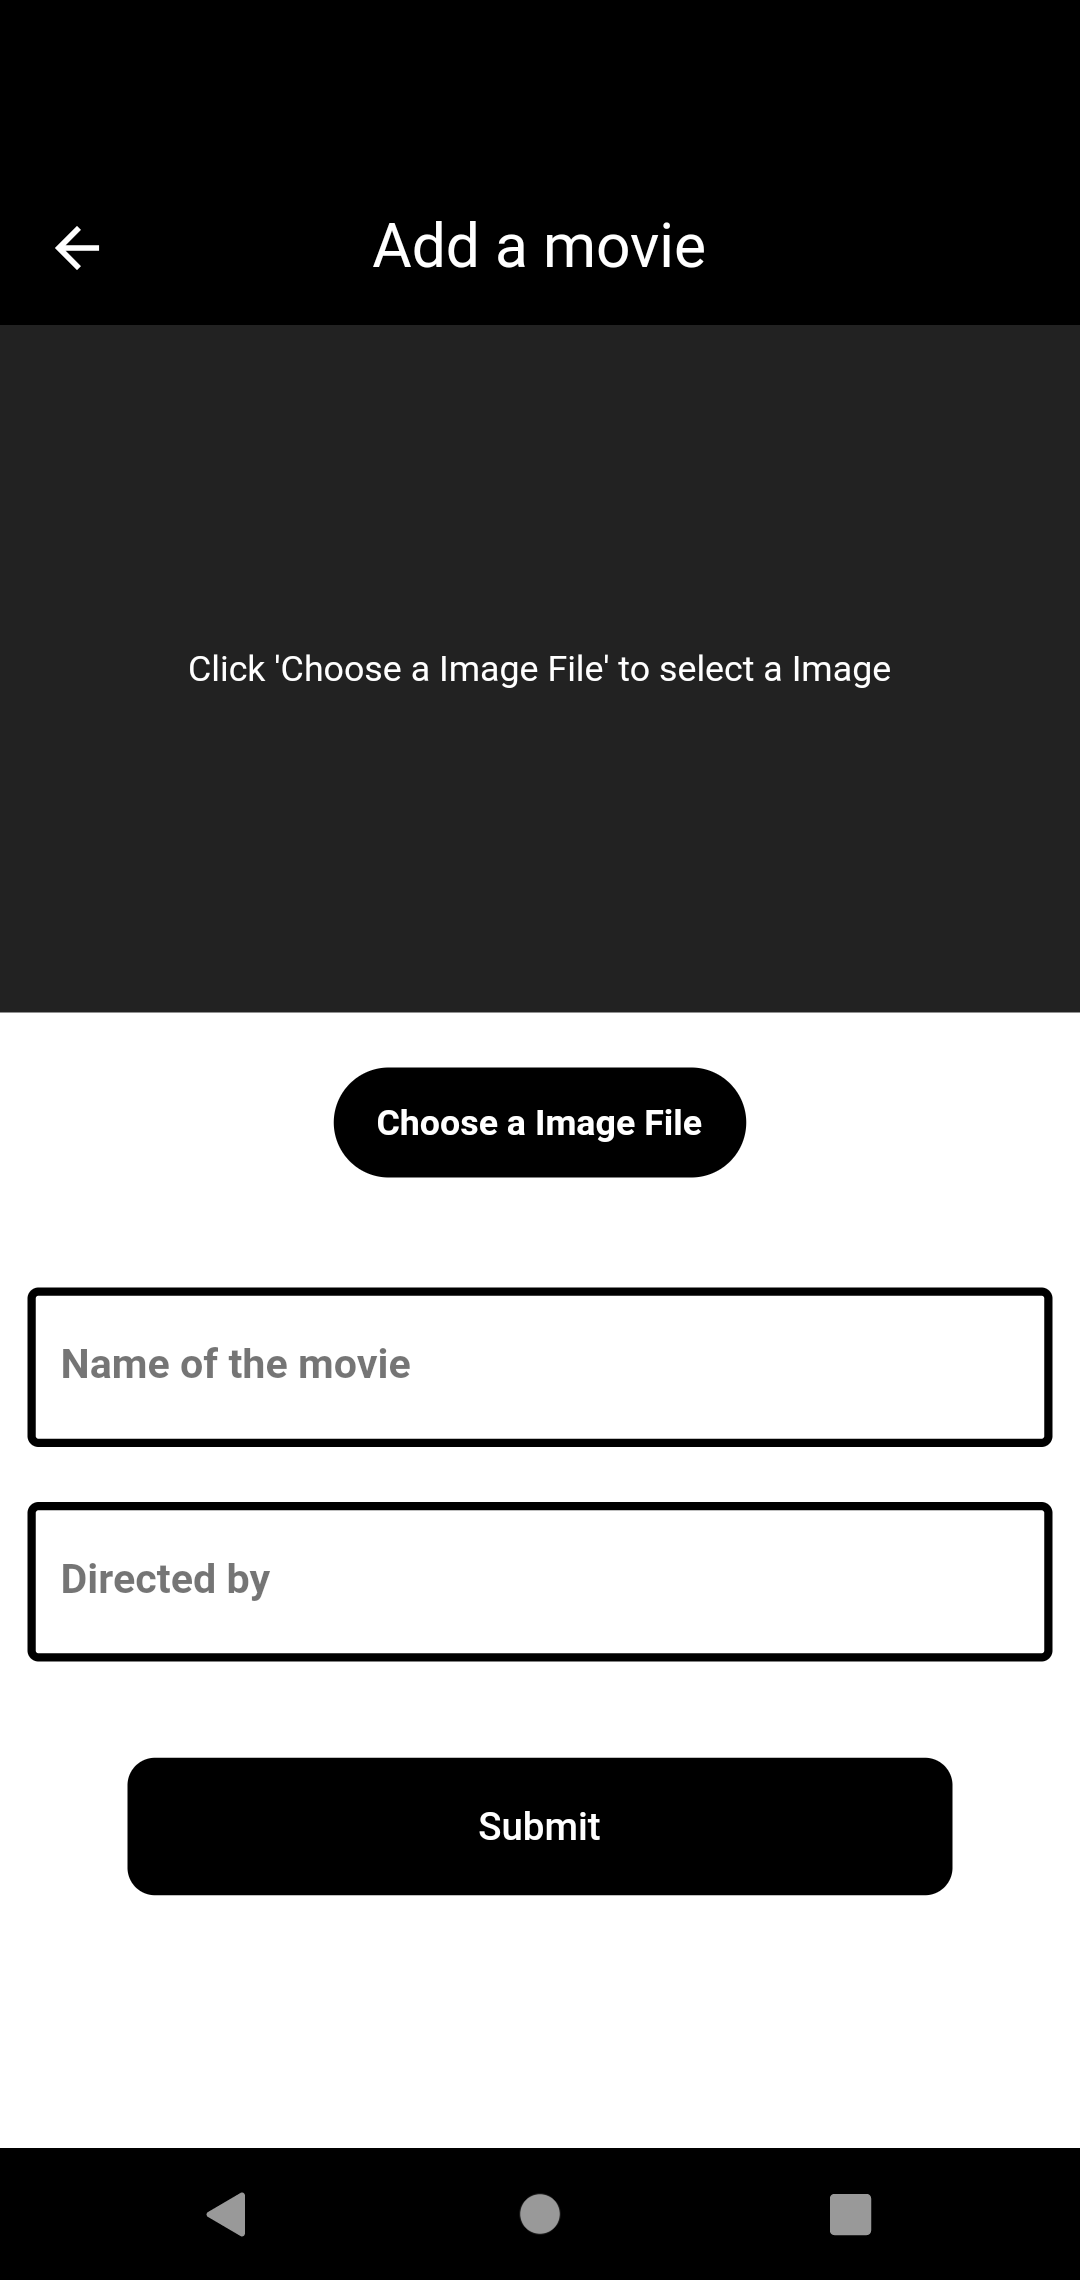 Add a movie
Click 'Choose a Image File' to select a Image
Choose a Image File
Name of the movie
Directed by
Submit